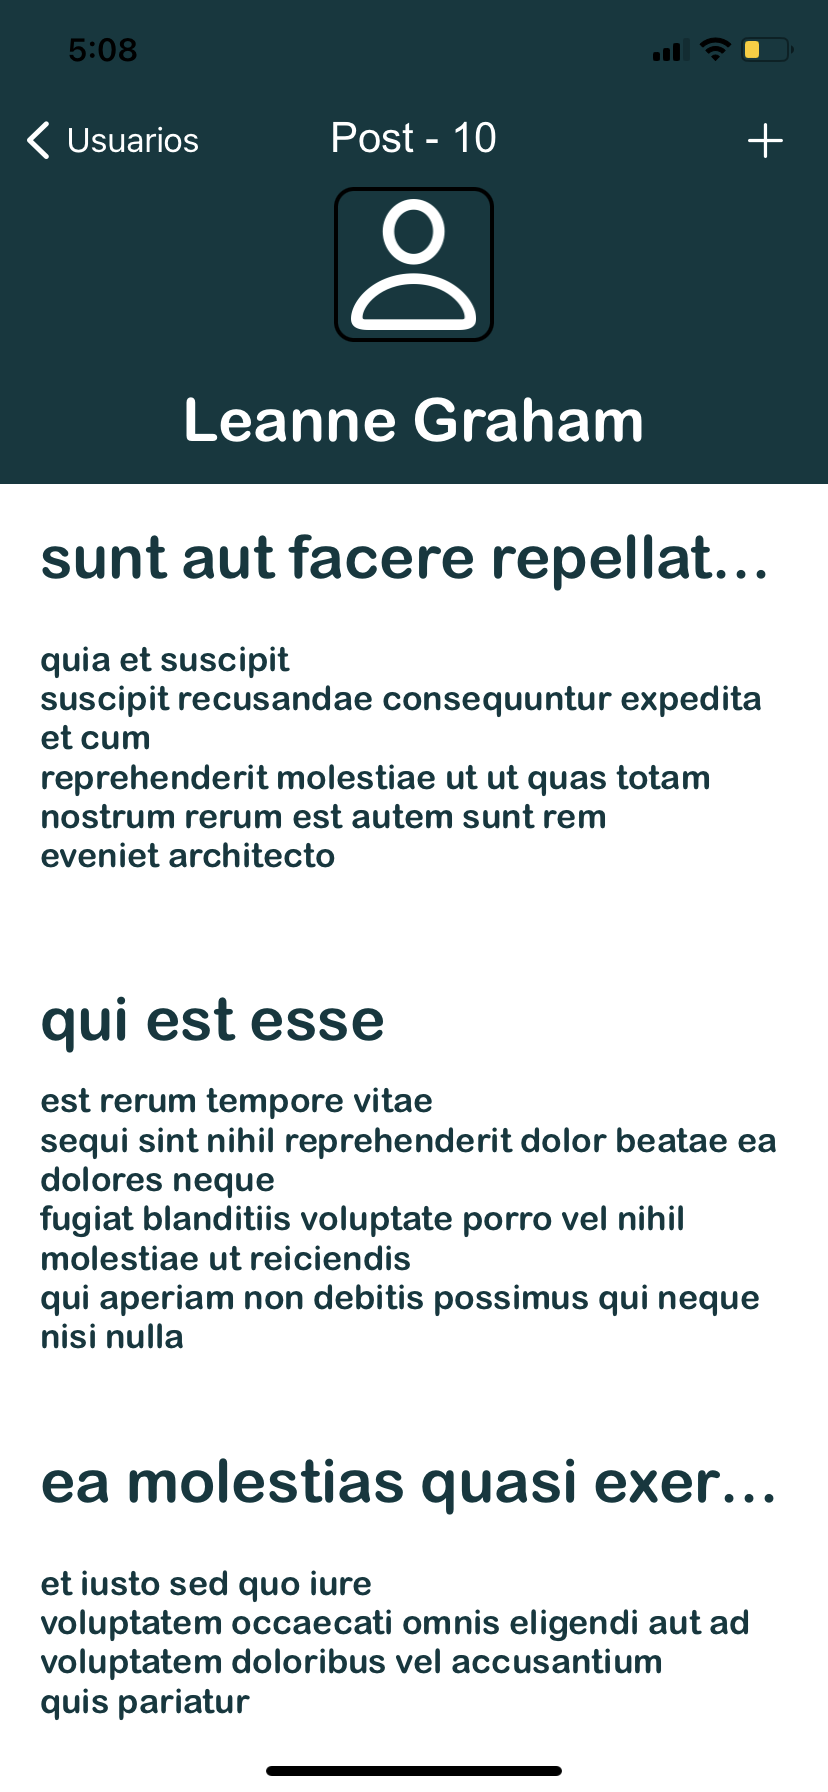 5:08
Usuarios
Post - 10
Leanne Graham
sunt aut facere repellat...
quia et suscipit
suscipit recusandae consequuntur expedita
et cum
reprehenderit molestiae ut ut quas totam
nostrum rerum est autem sunt rem
eveniet architecto
qui est esse
est rerum tempore vitae
sequi sint nihil reprehenderit dolor beatae ea
dolores neque
fugiat blanditiis voluptate porro vel nihil
molestiae ut reiciendis
qui aperiam non debitis possimus qui neque
nisi nulla
ea molestias quasi exer...
et iusto sed quo iure
voluptatem occaecati omnis eligendi aut ad
voluptatem doloribus vel accusantium
quis pariatur